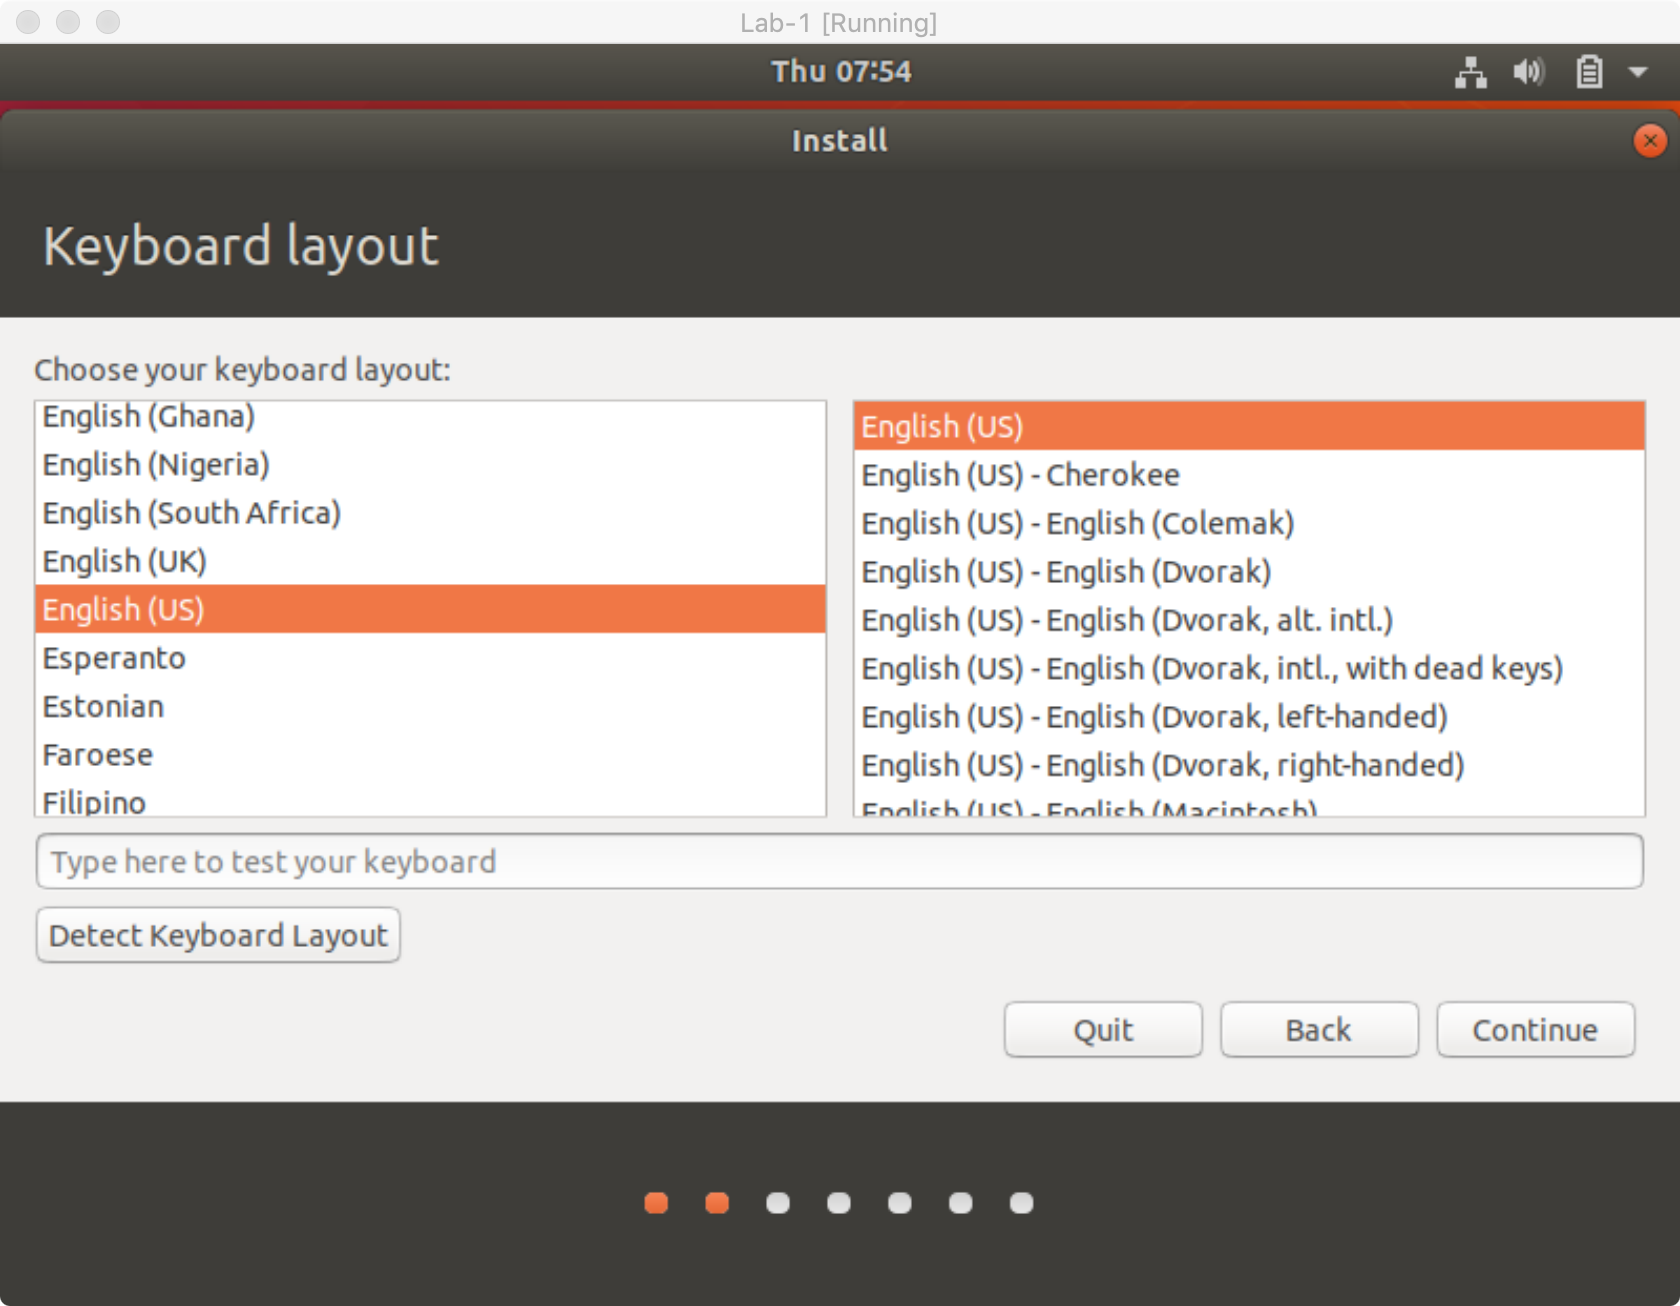 Lab-1 [Running]
Thu 07:54
Install
Keyboard layout
Choose your keyboard layout:
English (Ghana)
English (Nigeria)
English (South Africa)
English (UK)
English (US)
Esperanto
Estonian
Faroese
Filipino
English (US)
English (US) - Cherokee
English (US) - English (Colemak)
English (US) - English (Dvorak)
English (US) - English (Dvorak, alt. intl.)
English (US) - English (Dvorak, intl., with dead keys)
English (US) - English (Dvorak, left-handed)
English (US) - English (Dvorak, right-handed)
English (US) - English (Macintosh)
Type here to test your keyboard
Detect Keyboard Layout
Quit
Back
Continue